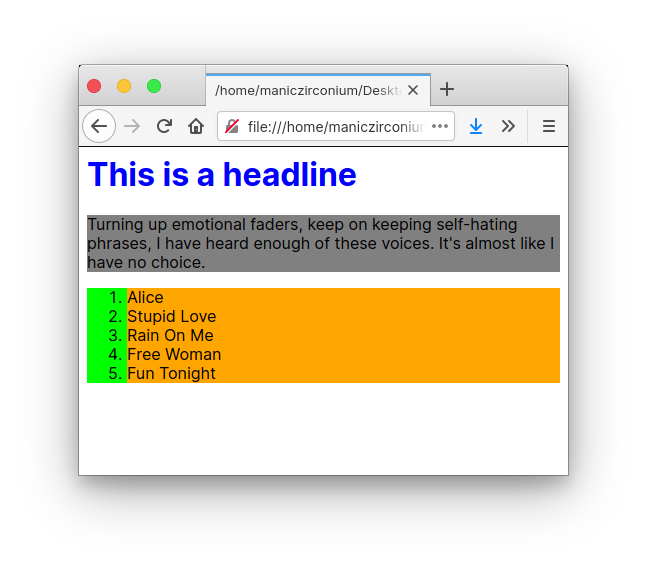 /home/maniczirconium/Deskt
file:///home/maniczirconiur
This is a headline
Turning up emotional faders, keep on keeping self-hating
phrases, I have heard enough of these voices. It's almost like I
have no choice.
1. Alice
2. Stupid Love
3. Rain On Me
4. Free Woman
5. Fun Tonight